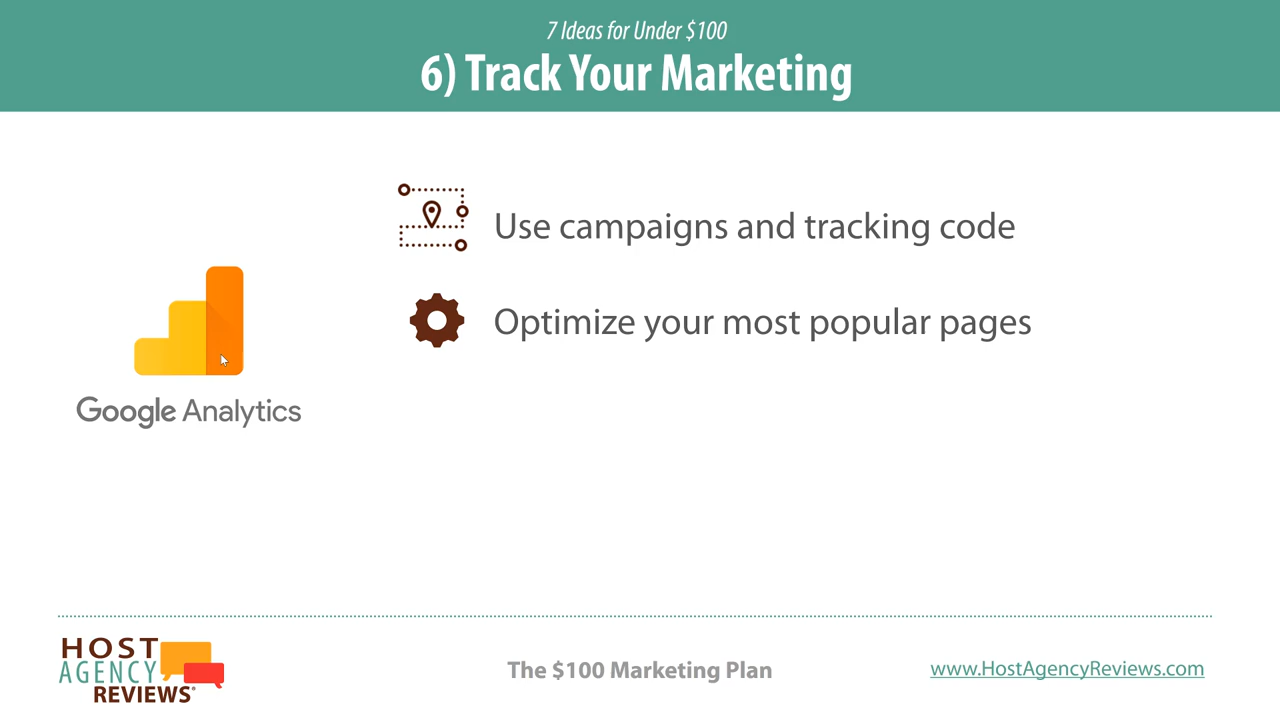 7 Ideas for Under $100
6) Track Your Marketing
Use campaigns and tracking code
Optimize your most popular pages
Google Analytics
HOST
AGENCY
REVIEWS®
The $100 Marketing Plan
www.HostAgencyReviews.com